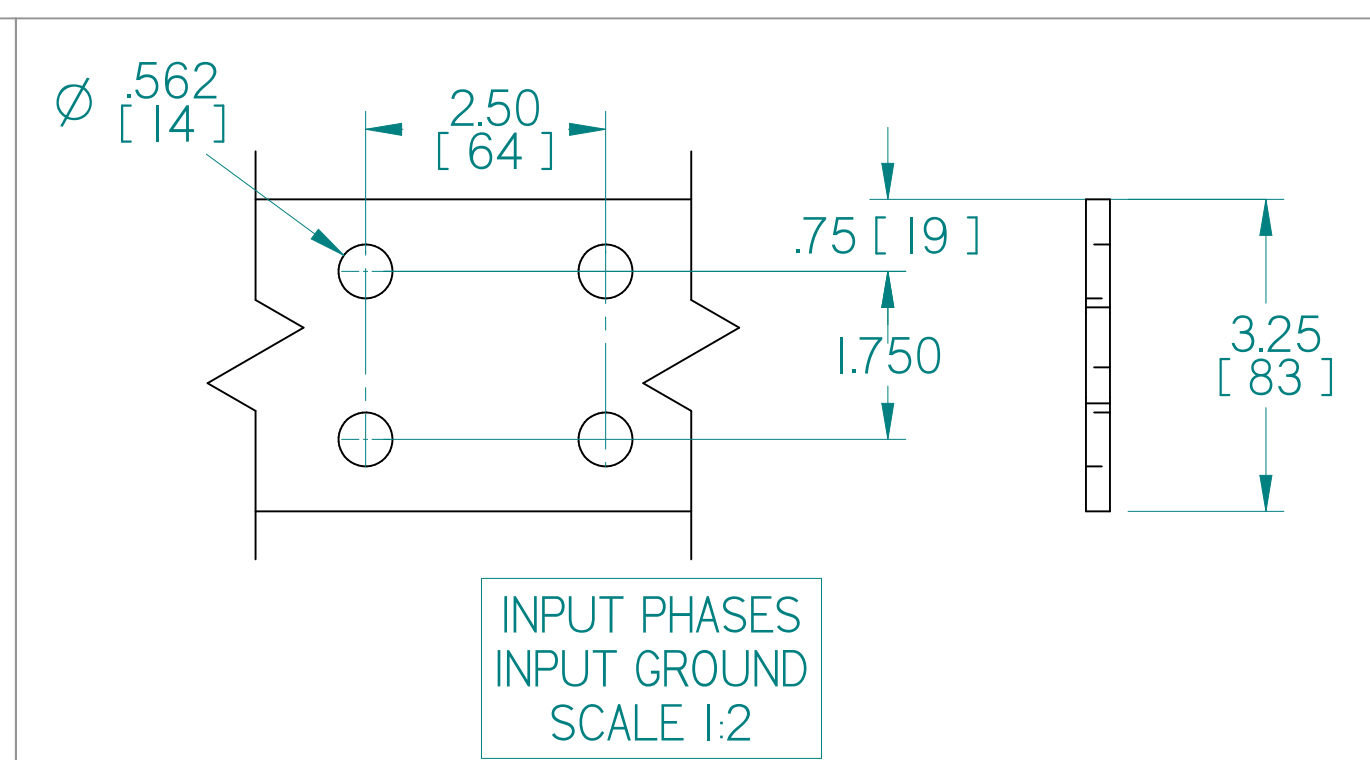 Ø .562
[ 14 ]
2.50
[ 64 ]
.75 [ 19 ]
1.750
3.25
[ 83 ]
INPUT PHASES
INPUT GROUND
SCALE 1:2